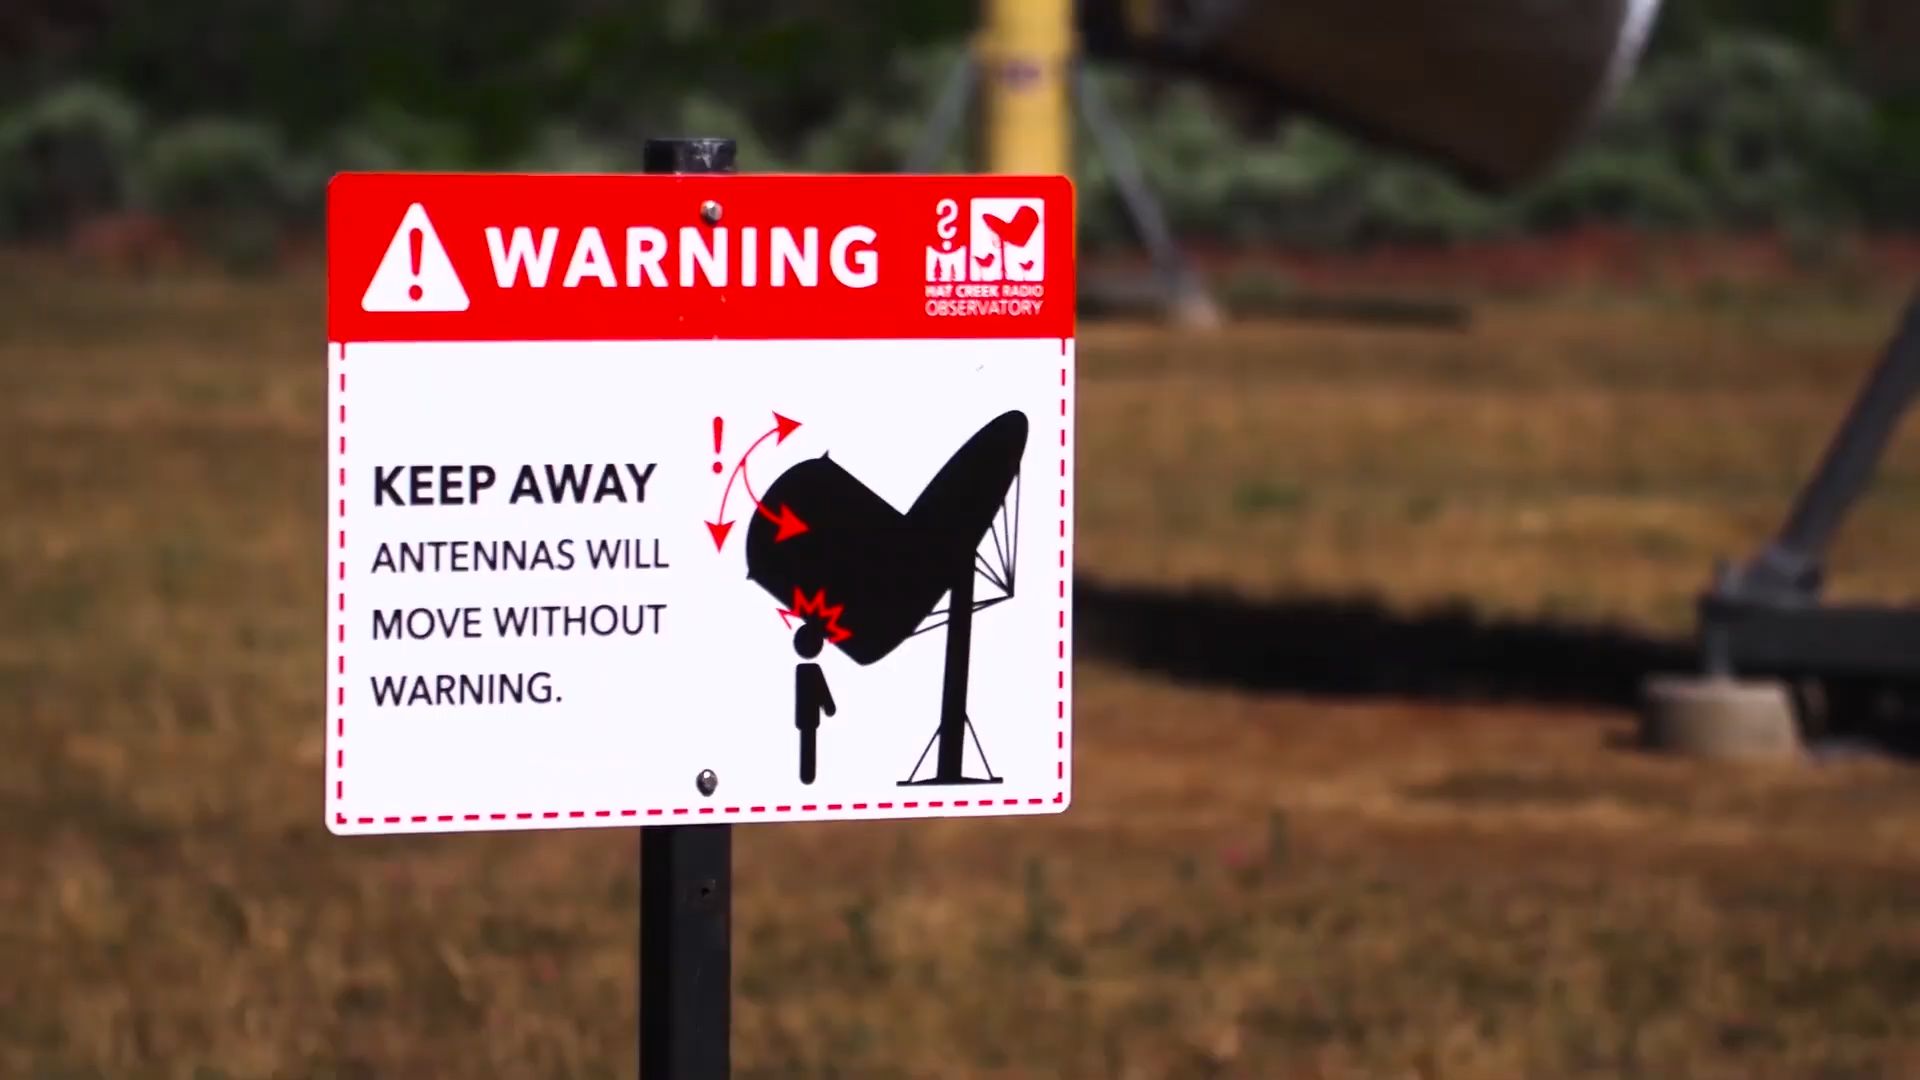 WARNING
HAT CREEK RADIO
OBSERVATORY
!
KEEP AWAY
ANTENNAS WILL
MOVE WITHOUT
WARNING.